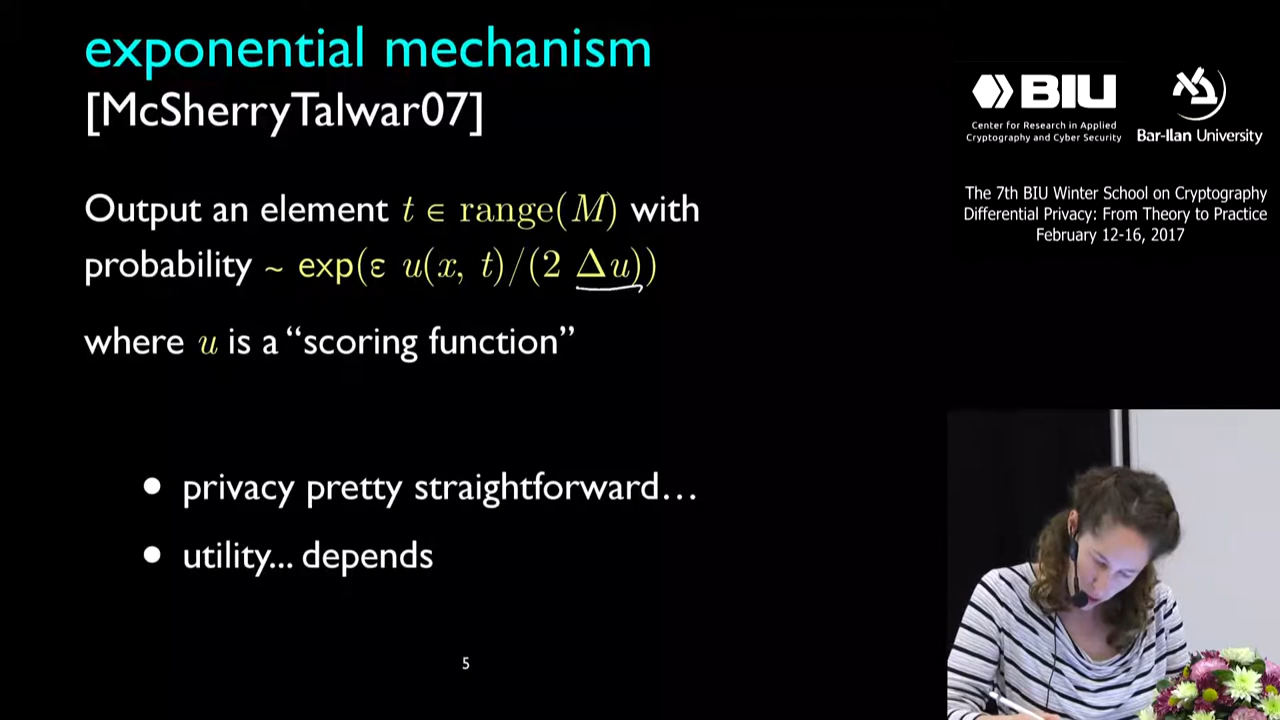 exponential mechanism
[McSherryTalwar07]
Output an element t ∈ range(M) with
probability ~ exp(ε u(x, t)/(2 Δu))
where u is a “scoring function”
• privacy pretty straightforward…
• utility... depends
5
BIU
Center for Research in Applied
Cryptography and Cyber Security
Bar-Ilan University
The 7th BIU Winter School on Cryptography
Differential Privacy: From Theory to Practice
February 12-16, 2017